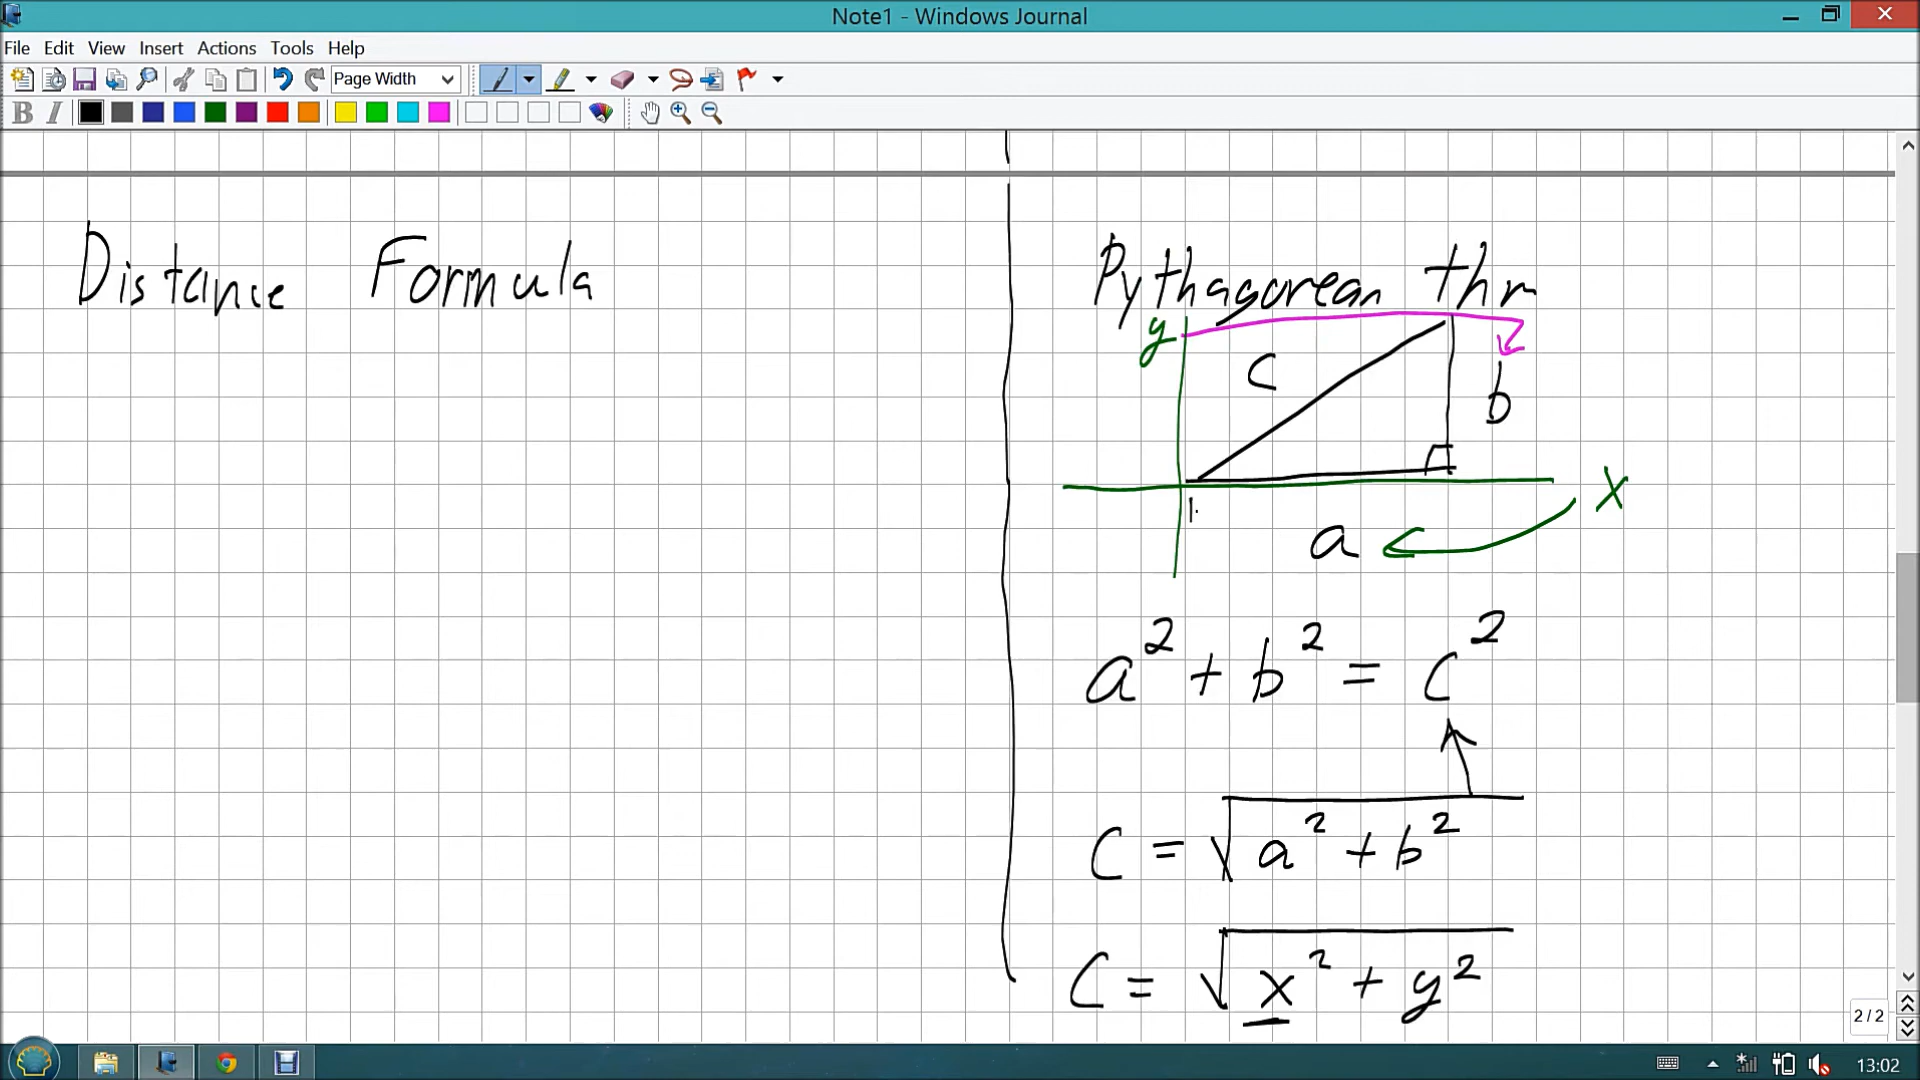 Note1 - Windows Journal
File Edit View Insert Actions Tools Help
Page Width
B I
Distance Formula
Pythagorean thm
y
c
b
x
a
a² + b² = c²
c = √a² + b²
c = √x² + y²
2 / 2
13:02